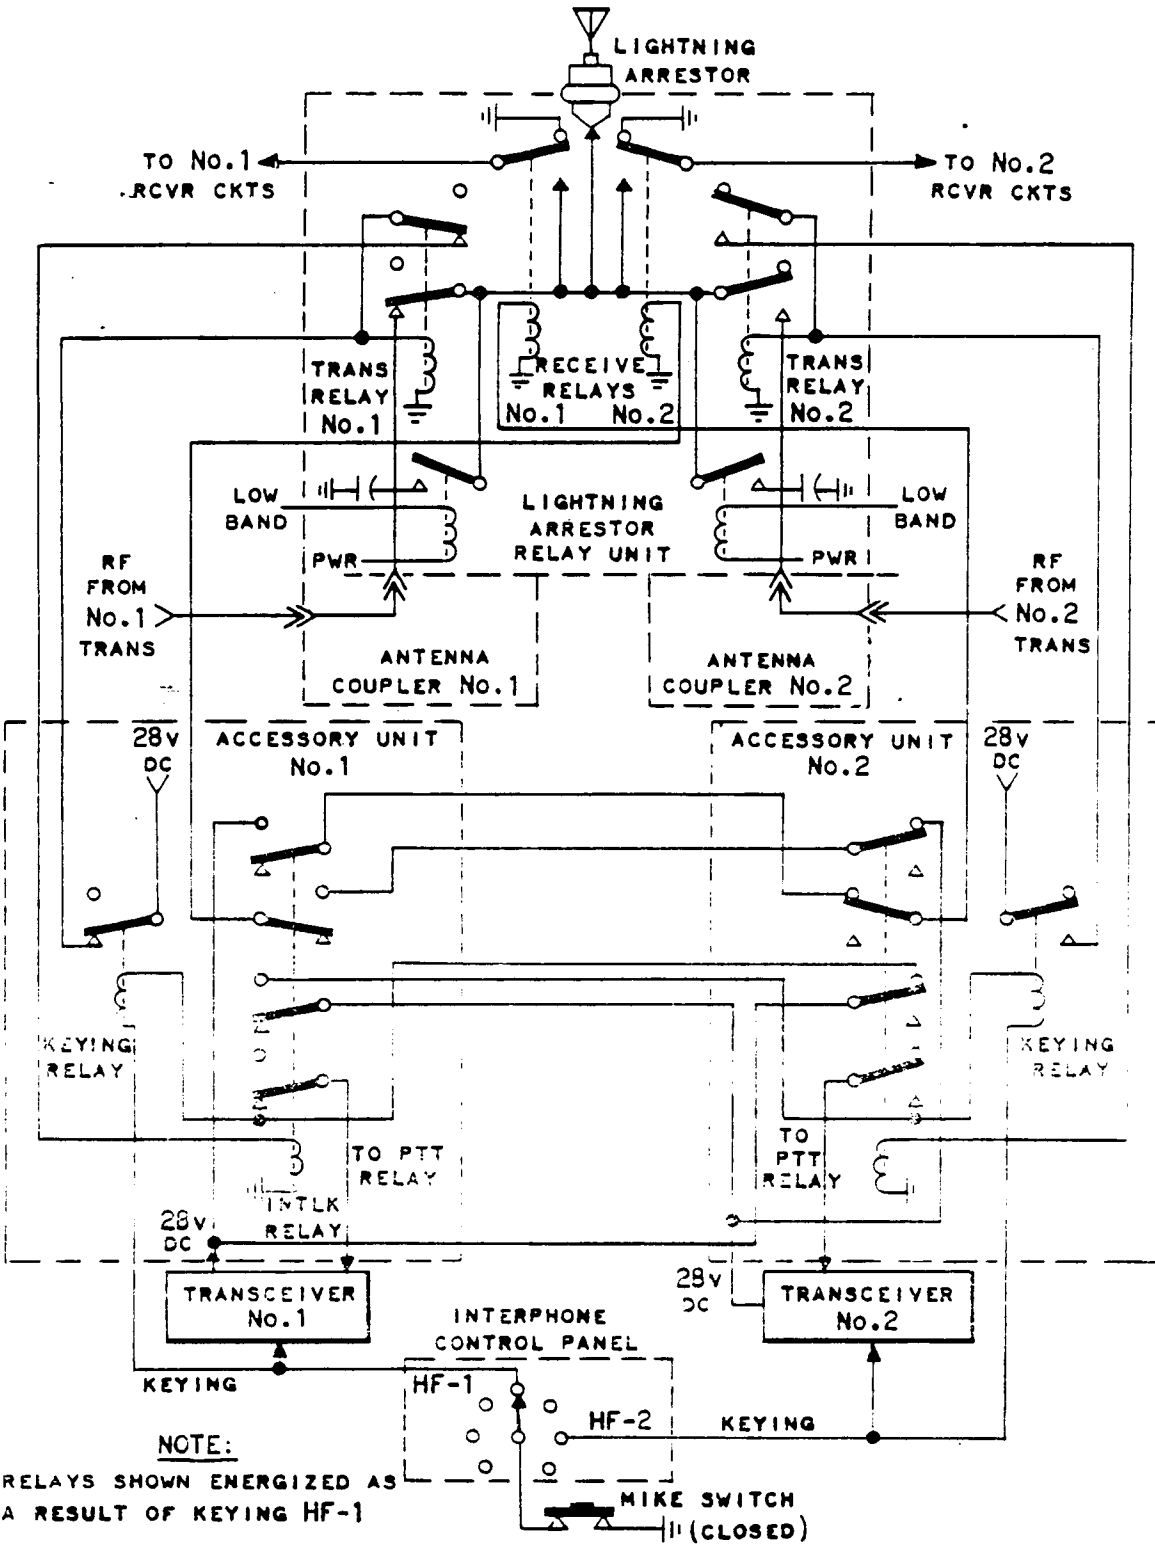 LIGHTNING
ARRESTOR
TO No.1
RCVR CKTS
TO No.2
RCVR CKTS
TRANS
RELAY
No.1
RECEIVE
RELAYS
No.1 No.2
TRANS
RELAY
No.2
LOW
BAND
PWR
LIGHTNING
ARRESTOR
RELAY UNIT
LOW
BAND
PWR
RF
FROM
No.1
TRANS
RF
FROM
No.2
TRANS
ANTENNA
COUPLER No.1
ANTENNA
COUPLER No.2
28V
DC
ACCESSORY UNIT
No.1
ACCESSORY UNIT
No.2
28V
DC
KEYING
RELAY
KEYING
RELAY
TO PTT
RELAY
TO
PTT
RELAY
INTLK
RELAY
28V
DC
TRANSCEIVER
No.1
28V
DC
TRANSCEIVER
No.2
INTERPHONE
CONTROL PANEL
KEYING
HF-1
HF-2
KEYING
NOTE:
RELAYS SHOWN ENERGIZED AS
A RESULT OF KEYING HF-1
MIKE SWITCH
(CLOSED)